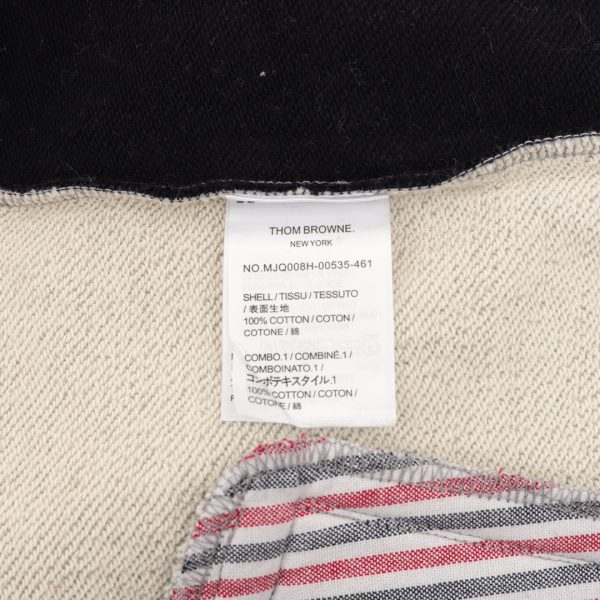 THOM BROWNE.
NEW YORK
NO.MJQ008H-00535-461
SHELL / TISSU / TESSUTO
/ 表面生地
100% COTTON / COTON /
COTONE / 綿
COMBO.1 / COMBINÉ.1 /
COMBOINATO.1 /
コンポテキスタイル.1
100% COTTON / COTON /
COTONE / 綿